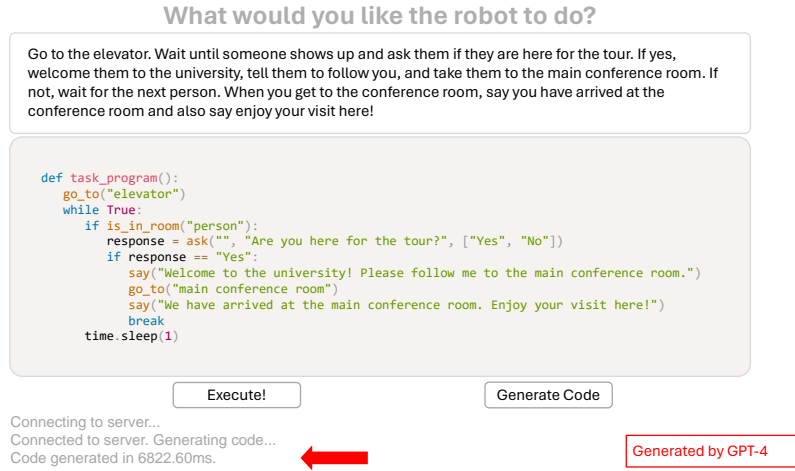 What would you like the robot to do?
Go to the elevator. Wait until someone shows up and ask them if they are here for the tour. If yes,
welcome them to the university, tell them to follow you, and take them to the main conference room. If
not, wait for the next person. When you get to the conference room, say you have arrived at the
conference room and also say enjoy your visit here!
def task_program():
    go_to("elevator")
    while True:
        if is_in_room("person"):
            response = ask("", "Are you here for the tour?", ["Yes", "No"])
            if response == "Yes":
                say("Welcome to the university! Please follow me to the main conference room.")
                go_to("main conference room")
                say("We have arrived at the main conference room. Enjoy your visit here!")
                break
        time.sleep(1)
Execute!
Generate Code
Connecting to server...
Connected to server. Generating code...
Code generated in 6822.60ms.
Generated by GPT-4